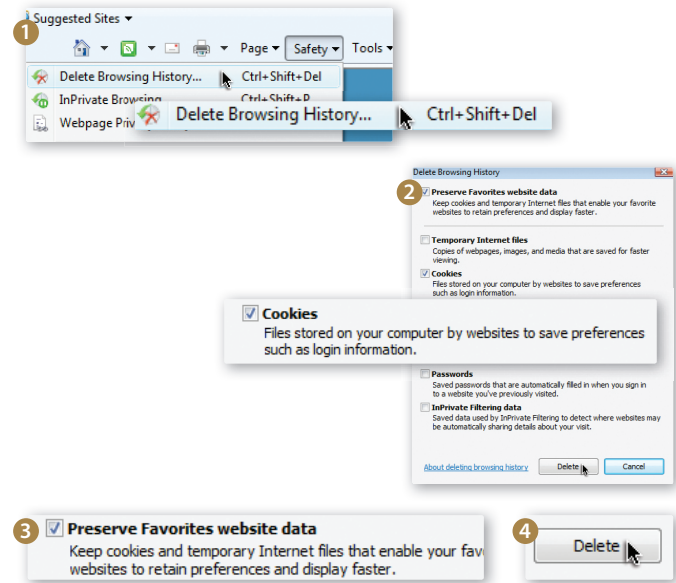 1
Suggested Sites
Page Safety Tools
Delete Browsing History... Ctrl+Shift+Del
InPrivate Browsing Ctrl+Shift+P
Webpage Priv
Delete Browsing History... Ctrl+Shift+Del
Delete Browsing History
2
Preserve Favorites website data
Keep cookies and temporary Internet files that enable your favorite
websites to retain preferences and display faster.
Temporary Internet files
Copies of webpages, images, and media that are saved for faster
viewing.
Cookies
Files stored on your computer by websites to save preferences
such as login information.
Cookies
Files stored on your computer by websites to save preferences
such as login information.
Passwords
Saved passwords that are automatically filled in when you sign in
to a website you've previously visited.
InPrivate Filtering data
Saved data used by InPrivate Filtering to detect where websites may
be automatically sharing details about your visit.
About deleting browsing history Delete Cancel
3
Preserve Favorites website data
Keep cookies and temporary Internet files that enable your fav
websites to retain preferences and display faster.
4
Delete